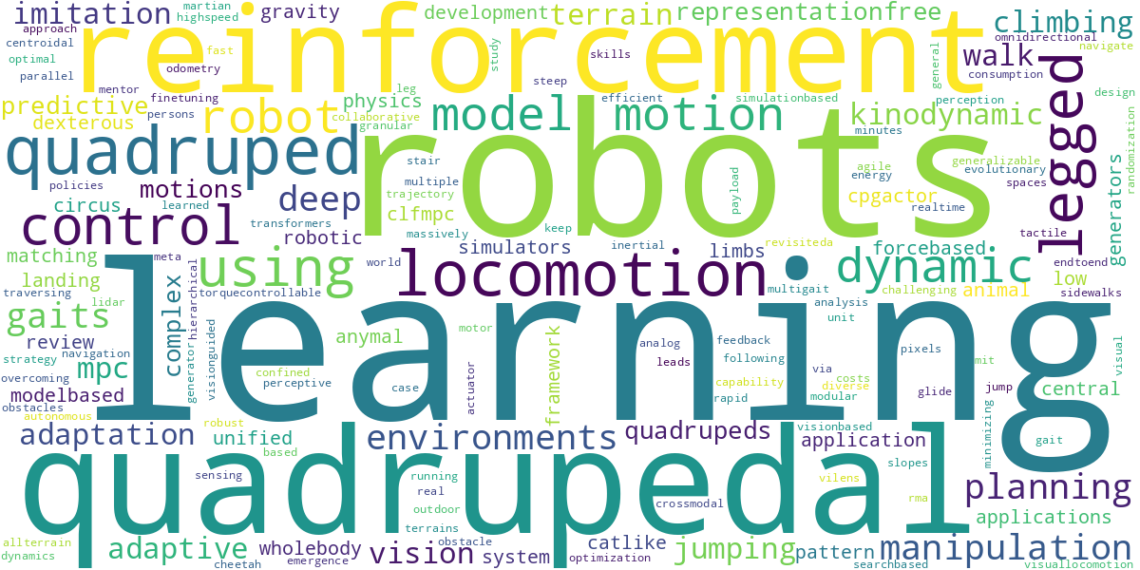 imitation
martian
highspeed
gravity
development
terrain
representationfree
climbing
approach
centroidal
optimal
parallel
reinforcement
fast
odometry
study
skills
steep
general
omnidirectional
navigate
walk
consumption
mentor
finetuning
persons
predictive
dexterous
robot
physics
collaborative
granular
model
efficient
motion
simulationbased
leg
kinodynamic
perception
design
minutes
legged
randomization
quadruped
robots
stair
multiple
trajectory
payload
agile
energy
generalizable
evolutionary
spaces
generators
policies
motions
learned
circus
deep
clfmpc
cpgactor
realtime
tactile
control
transformers
robotic
massively
keep
simulators
inertial
limbs
revisiteda
forcebased
matching
meta
using
locomotion
world
dynamic
endtoend
low
sidewalks
landing
traversing
lidar
complex
hierarchical
torquecontrollable
multigait
challenging
animal
gaits
generator
visionguided
learning
anymal
motor
framework
analysis
unit
review
strategy
navigation
mpc
overcoming
confined
perceptive
case
actuator
analog
leads
feedback
following
via
pixels
mit
visual
capability
costs
diverse
rapid
modular
glide
jump
central
modelbased
obstacles
autonomous
robust
adaptation
unified
based
environments
quadrupeds
visionbased
application
minimizing
gait
quadrupedal
sensing
running
real
outdoor
terrains
obstacle
crossmodal
vilens
slopes
rma
planning
applications
allterrain
dynamics
adaptive
cheetah
wholebody
emergence
vision
system
catlike
optimization
jumping
pattern
searchbased
manipulation
visuallocomotion